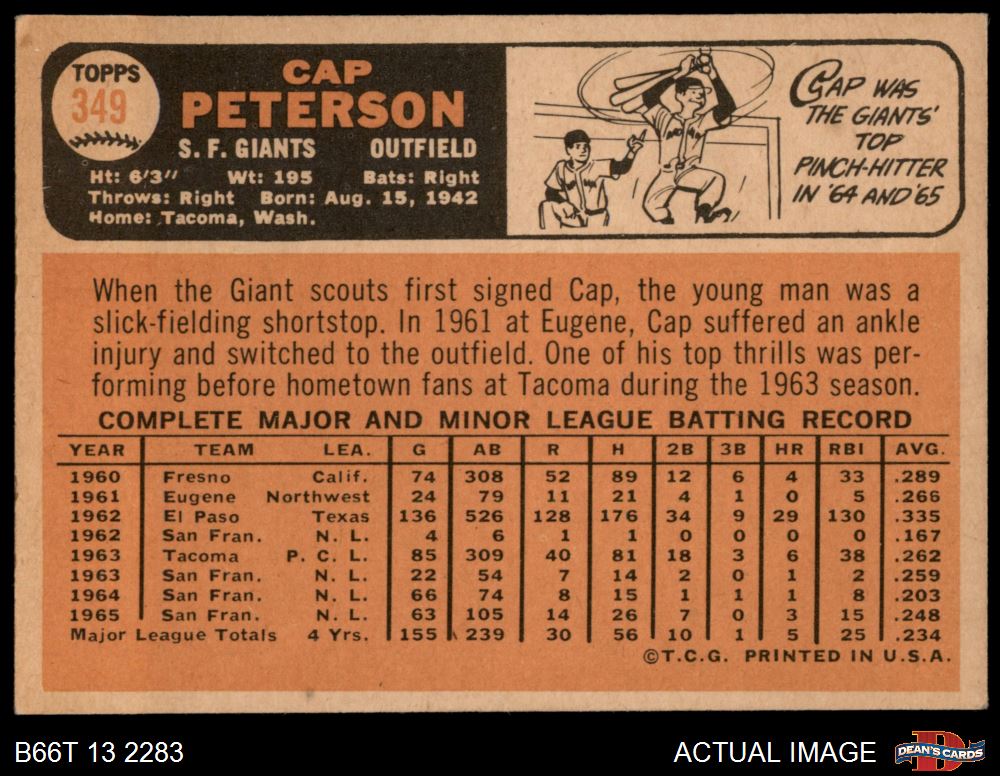 TOPPS
349
CAP
PETERSON
S. F. GIANTS OUTFIELD
Ht: 6'3" Wt: 195 Bats: Right
Throws: Right Born: Aug. 15, 1942
Home: Tacoma, Wash.
CAP WAS
THE GIANTS'
TOP
PINCH-HITTER
IN '64 AND '65
When the Giant scouts first signed Cap, the young man was a
slick-fielding shortstop. In 1961 at Eugene, Cap suffered an ankle
injury and switched to the outfield. One of his top thrills was per-
forming before hometown fans at Tacoma during the 1963 season.
COMPLETE MAJOR AND MINOR LEAGUE BATTING RECORD
YEAR TEAM LEA. G AB R H 2B 3B HR RBI AVG.
1960 Fresno Calif. 74 308 52 89 12 6 4 33 .289
1961 Eugene Northwest 24 79 11 21 4 1 0 5 .266
1962 El Paso Texas 136 526 128 176 34 9 29 130 .335
1962 San Fran. N. L. 4 6 1 1 0 0 0 0 .167
1963 Tacoma P. C. L. 85 309 40 81 18 3 6 38 .262
1963 San Fran. N. L. 22 54 7 14 2 0 1 2 .259
1964 San Fran. N. L. 66 74 8 15 1 1 1 8 .203
1965 San Fran. N. L. 63 105 14 26 7 0 3 15 .248
Major League Totals 4 Yrs. 155 239 30 56 10 1 5 25 .234
©T.C.G. PRINTED IN U.S.A.
B66T 13 2283
ACTUAL IMAGE
D
DEAN'S CARDS